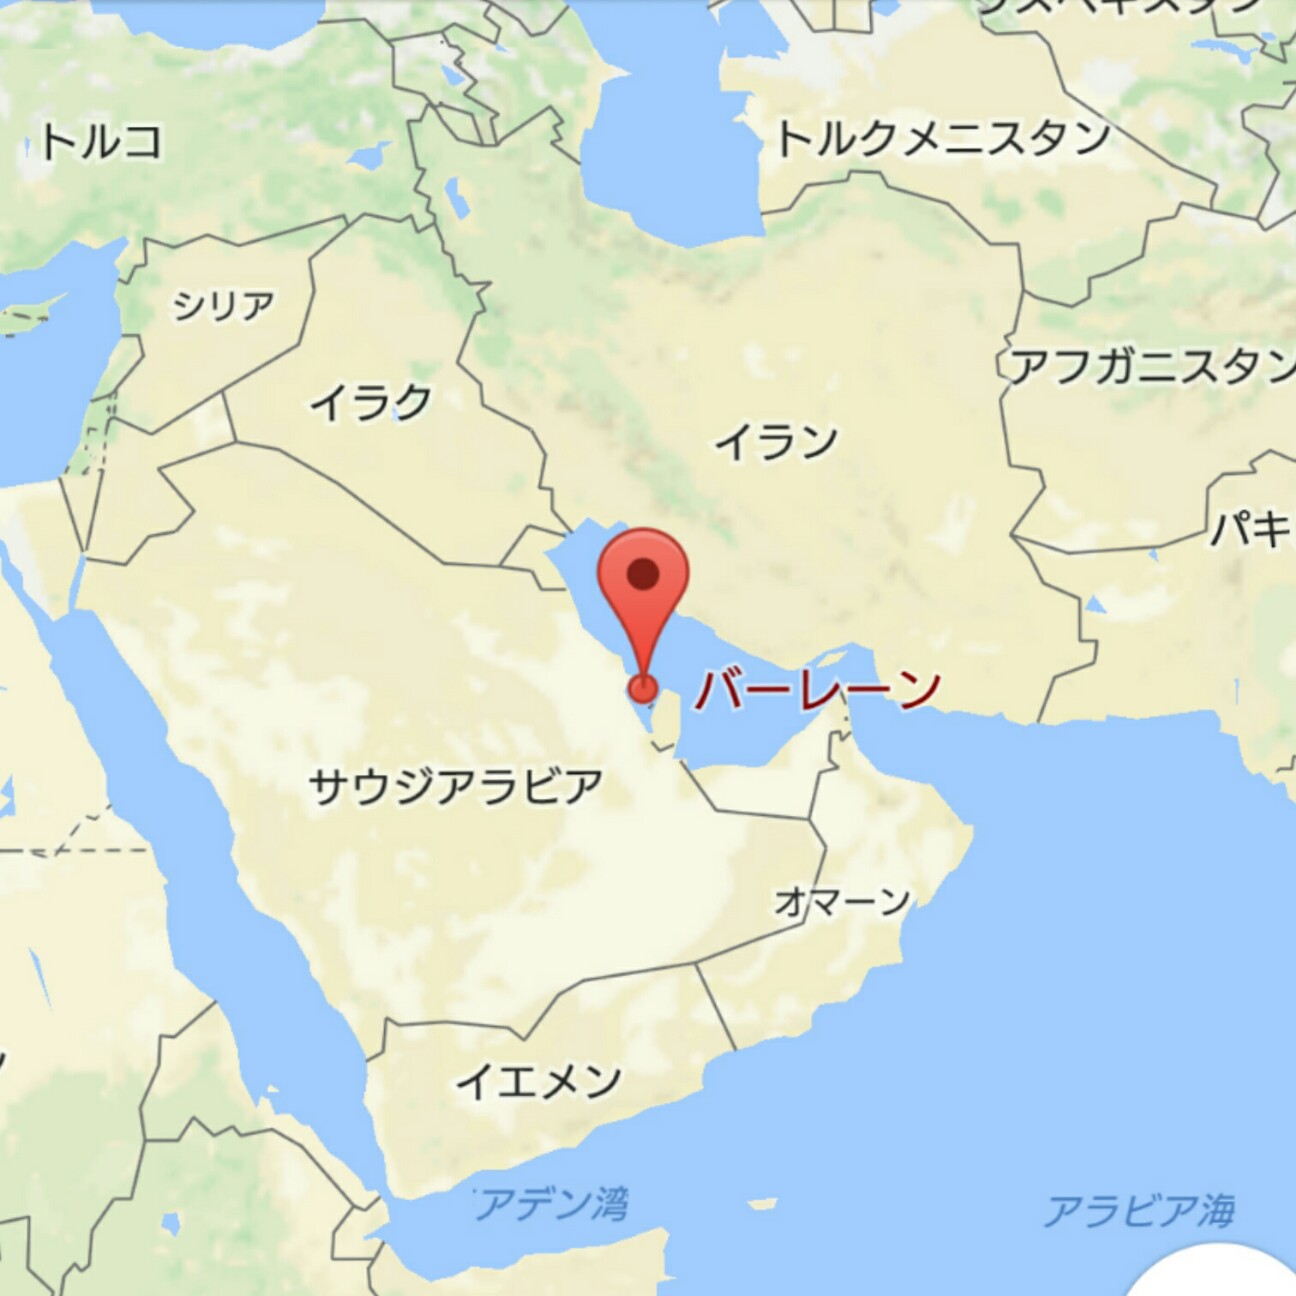 トルコ
トルクメニスタン
シリア
アフガニスタン
イラク
イラン
パキ
バーレーン
サウジアラビア
オマーン
イエメン
アデン湾
アラビア海